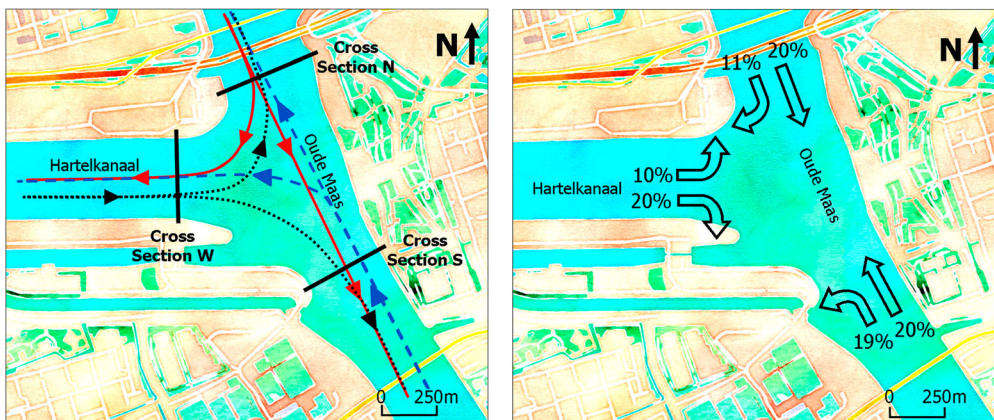 N
Cross
Section N
Hartelkanaal
Oude Maas
Cross
Section W
Cross
Section S
0 250m
N
20%
11%
10%
Hartelkanaal
20%
Oude Maas
20%
19%
0 250m